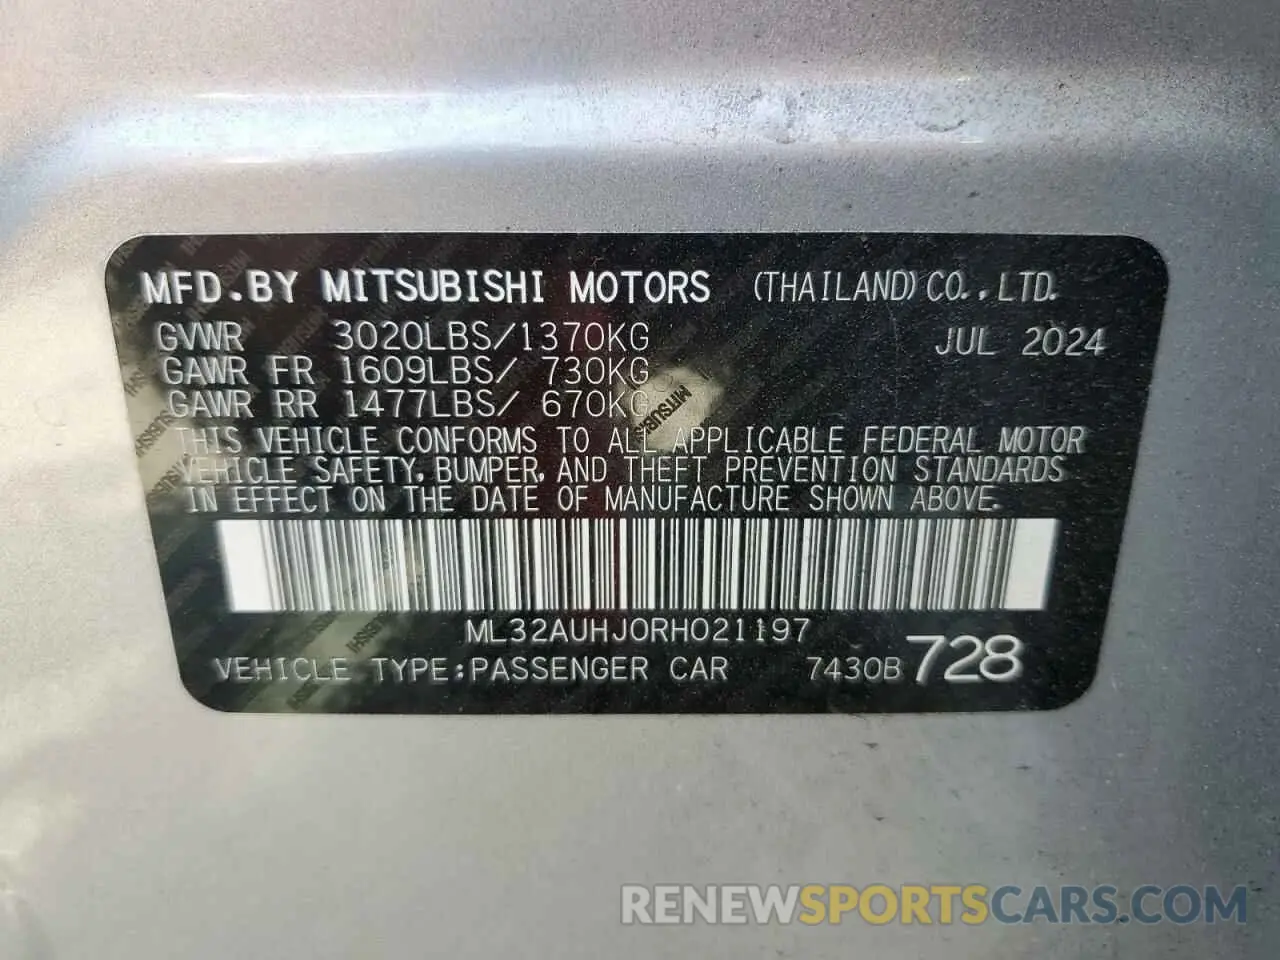 MFD.BY MITSUBISHI MOTORS (THAILAND) CO.,LTD.
GVWR 3020LBS/1370KG JUL 2024
GAWR FR 1609LBS/ 730KG
GAWR RR 1477LBS/ 670KG
THIS VEHICLE CONFORMS TO ALL APPLICABLE FEDERAL MOTOR
VEHICLE SAFETY, BUMPER, AND THEFT PREVENTION STANDARDS
IN EFFECT ON THE DATE OF MANUFACTURE SHOWN ABOVE.
ML32AUHJ0RH021197
VEHICLE TYPE:PASSENGER CAR 7430B 728
RENEWSPORTSCARS.COM